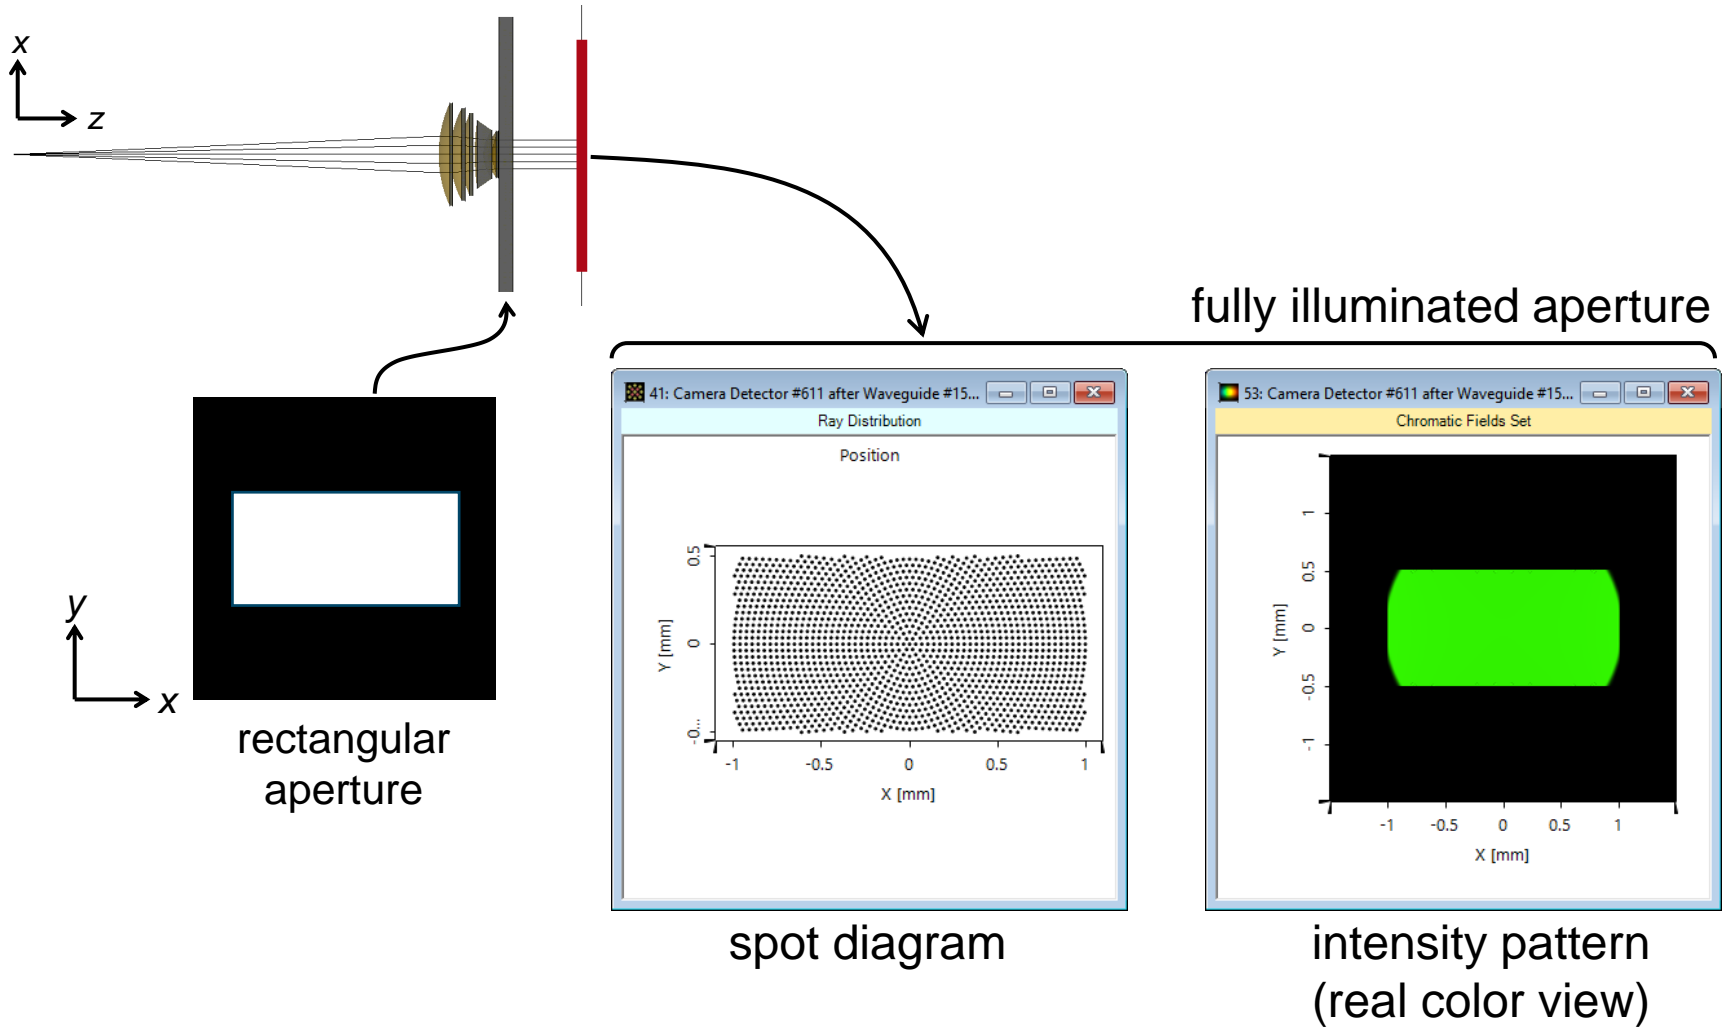 x
z
fully illuminated aperture
y
x
rectangular
aperture
41: Camera Detector #611 after Waveguide #15...
Ray Distribution
Position
0.5
0
-0...
Y [mm]
-1
-0.5
0
0.5
1
X [mm]
spot diagram
53: Camera Detector #611 after Waveguide #15...
Chromatic Fields Set
1
0.5
0
-0.5
-1
Y [mm]
-1
-0.5
0
0.5
1
X [mm]
intensity pattern
(real color view)